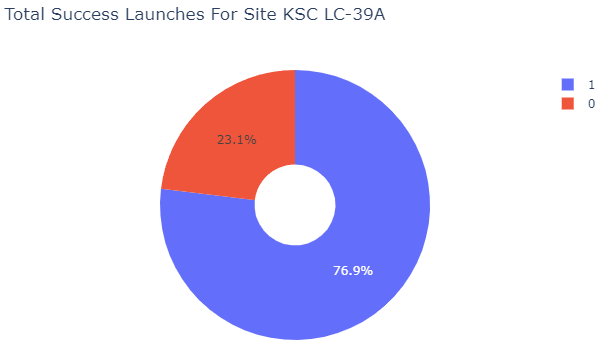 Total Success Launches For Site KSC LC-39A
1
0
23.1%
76.9%